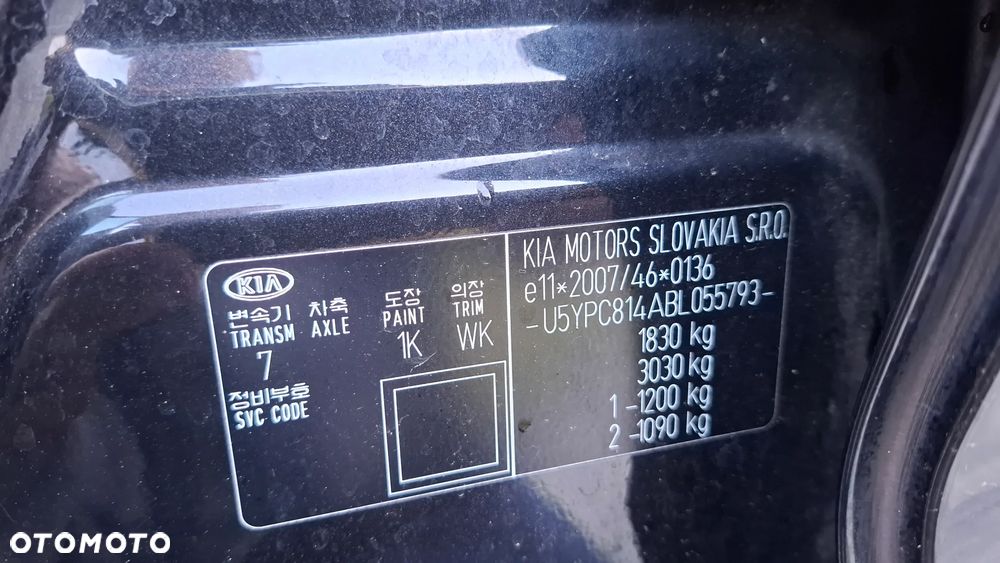 KIA
변속기 차축 도장 의장
TRANSM AXLE PAINT TRIM
7 1K WK
정비부호
SVC CODE
KIA MOTORS SLOVAKIA S.R.O.
e11*2007/46*0136
-U5YPC814ABL055793-
1830 kg
3030 kg
1 -1200 kg
2 -1090 kg
OTOMOTO